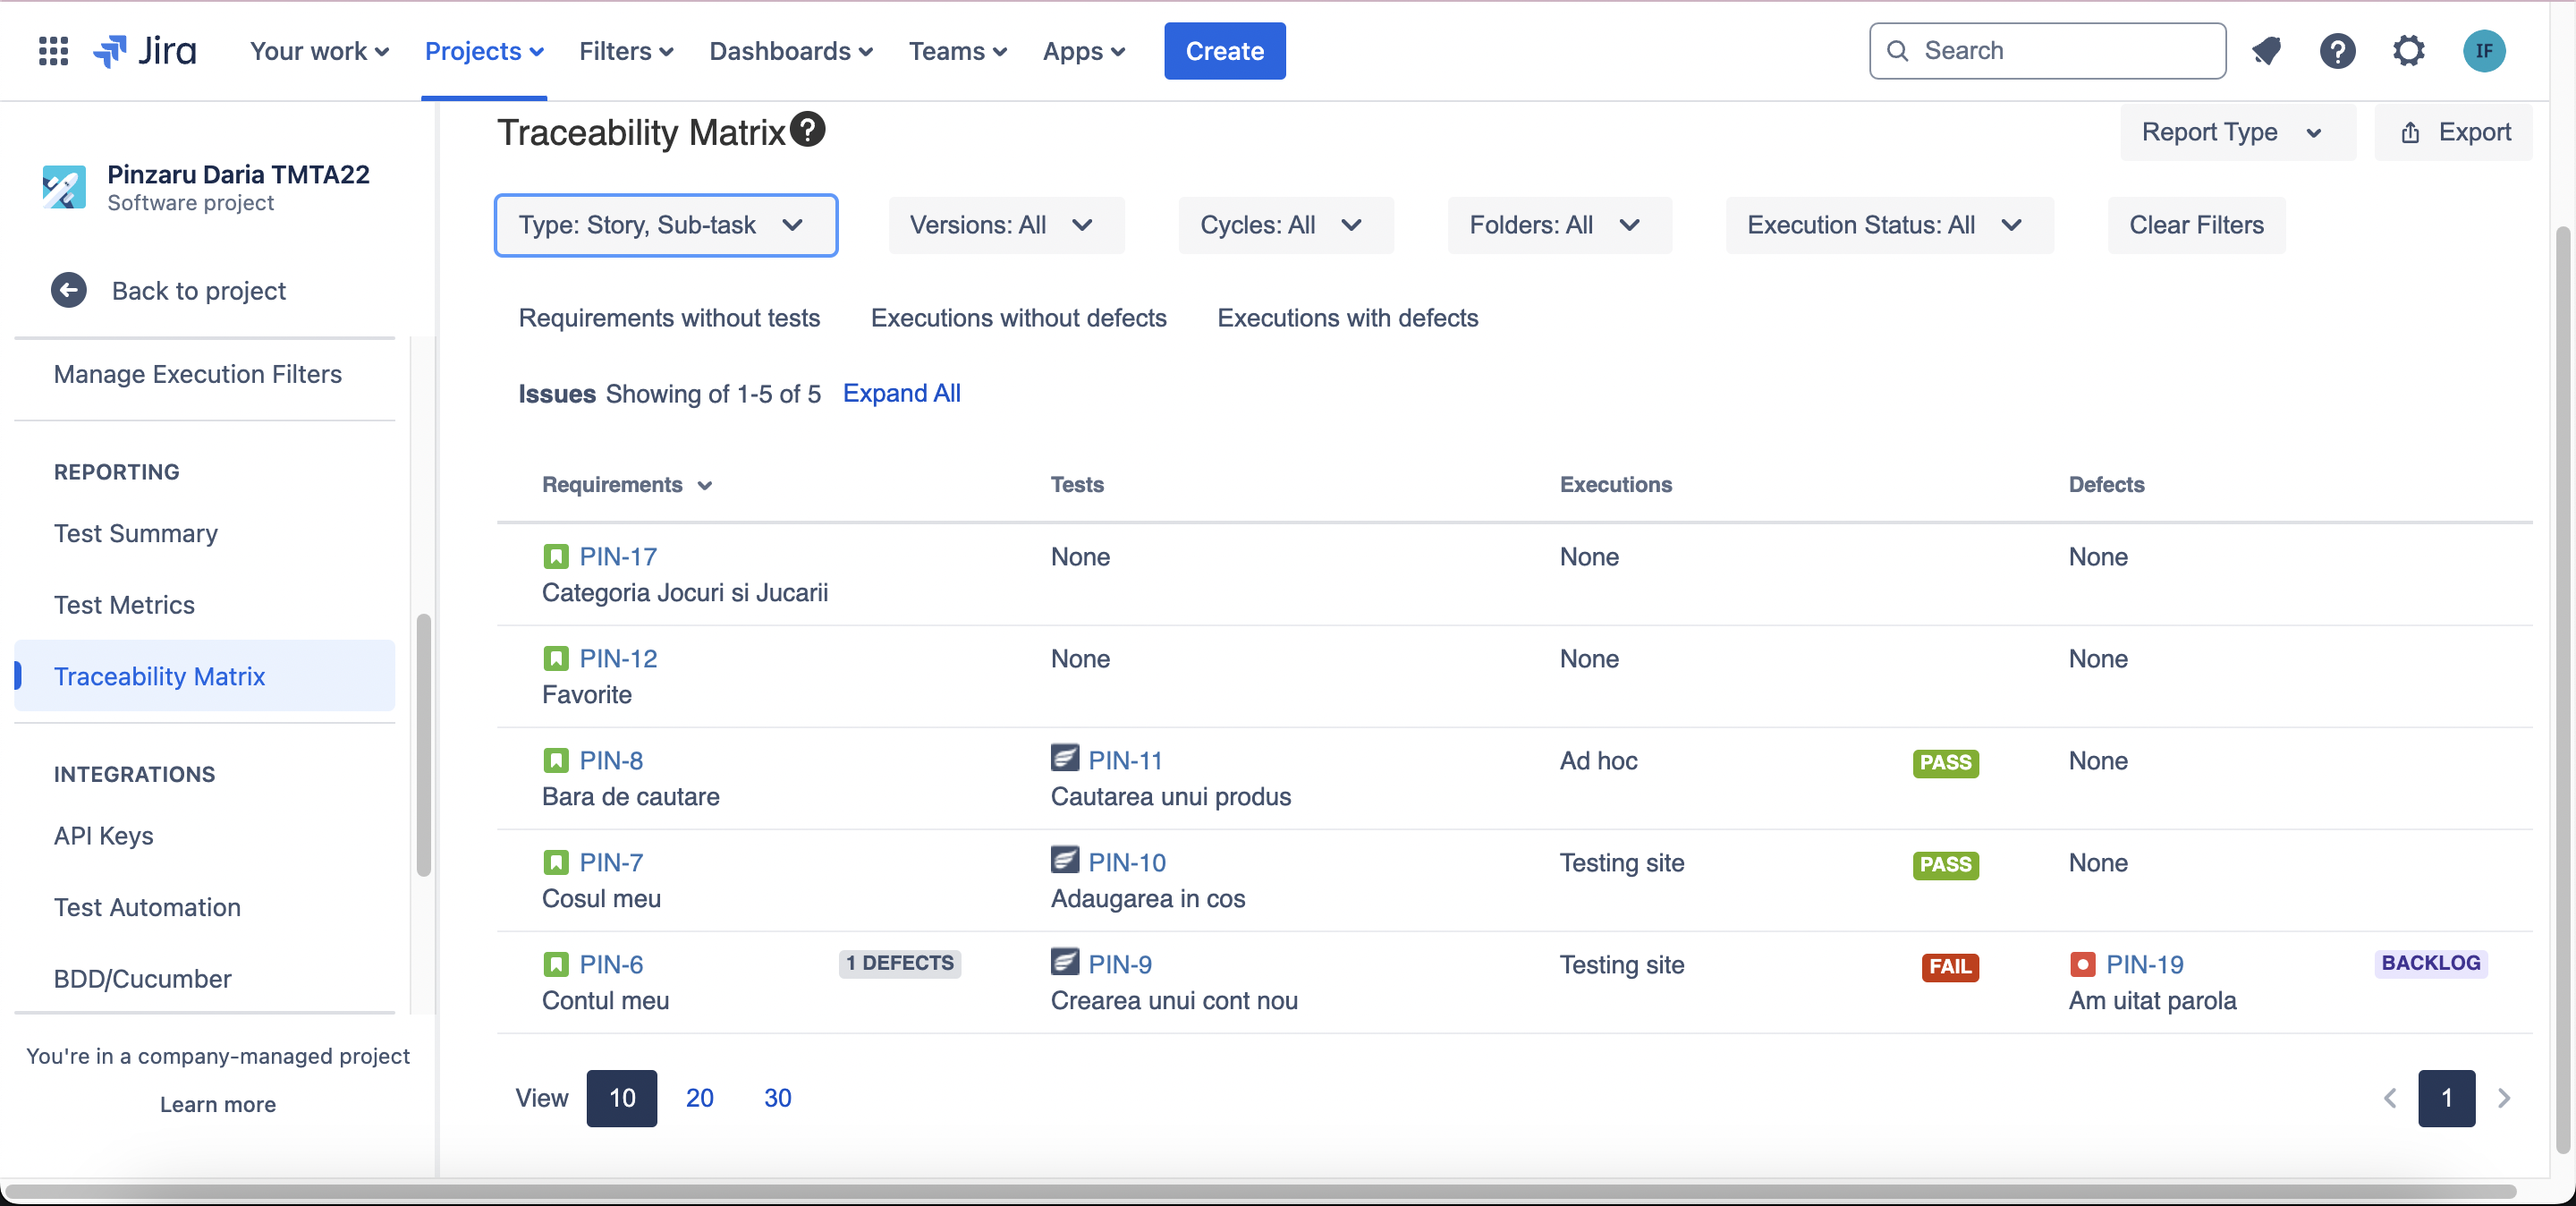 Jira
Your work
Projects
Filters
Dashboards
Teams
Apps
Create
Search
IF
Pinzaru Daria TMTA22
Software project
Back to project
Manage Execution Filters
REPORTING
Test Summary
Test Metrics
Traceability Matrix
INTEGRATIONS
API Keys
Test Automation
BDD/Cucumber
You're in a company-managed project
Learn more
Traceability Matrix
Report Type
Export
Type: Story, Sub-task
Versions: All
Cycles: All
Folders: All
Execution Status: All
Clear Filters
Requirements without tests
Executions without defects
Executions with defects
Issues Showing of 1-5 of 5 Expand All
Requirements Tests Executions Defects
PIN-17 None None None
Categoria Jocuri si Jucarii
PIN-12 None None None
Favorite
PIN-8 PIN-11 Ad hoc PASS None
Bara de cautare Cautarea unui produs
PIN-7 PIN-10 Testing site PASS None
Cosul meu Adaugarea in cos
PIN-6 1 DEFECTS PIN-9 Testing site FAIL PIN-19 BACKLOG
Contul meu Crearea unui cont nou Am uitat parola
View 10 20 30
1